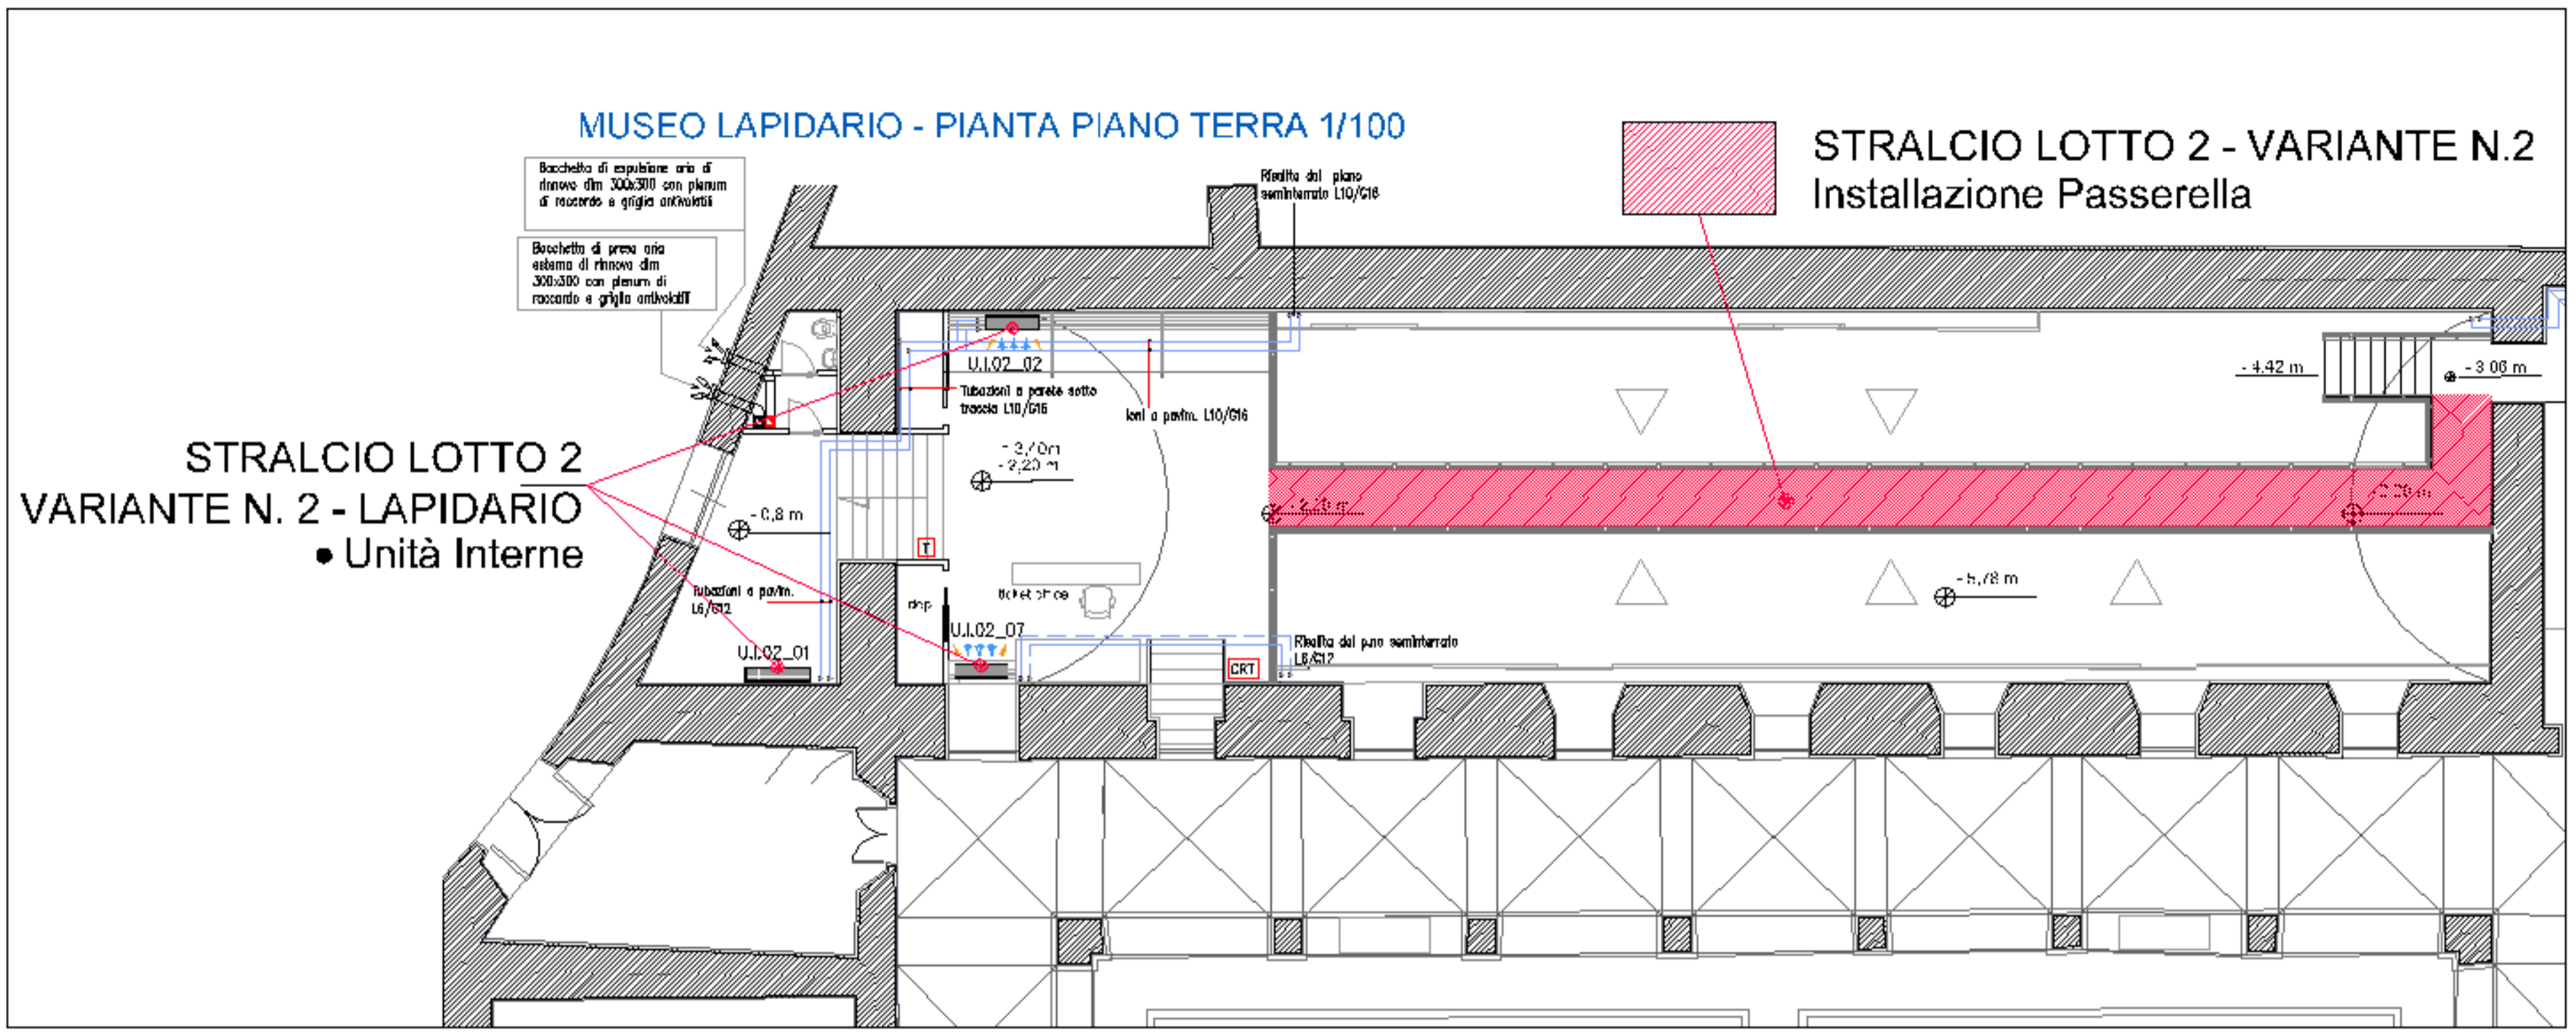 MUSEO LAPIDARIO - PIANTA PIANO TERRA 1/100
STRALCIO LOTTO 2 - VARIANTE N.2
Installazione Passerella
Bocchetta di espulsione aria di
rinnovo dim 300x300 con plenum
di raccordo e griglia antivolatili
Bocchetta di presa aria
esterna di rinnovo dim
300x300 con plenum di
raccordo e griglia antivolatili
Risalita dal piano
seminterrato L10/G16
U.I.02_02
Tubazioni a parete sotto
traccia L10/G16
ioni a pavim. L10/G16
- 4.42 m
- 3.06 m
STRALCIO LOTTO 2
VARIANTE N. 2 - LAPIDARIO
• Unità Interne
- 2,20 m
- 0,8 m
T
- 5,78 m
Tubazioni a pavim.
L6/G12
dep.
ticket office
U.I.02_07
U.I.02_01
CRT
Risalita dal piano seminterrato